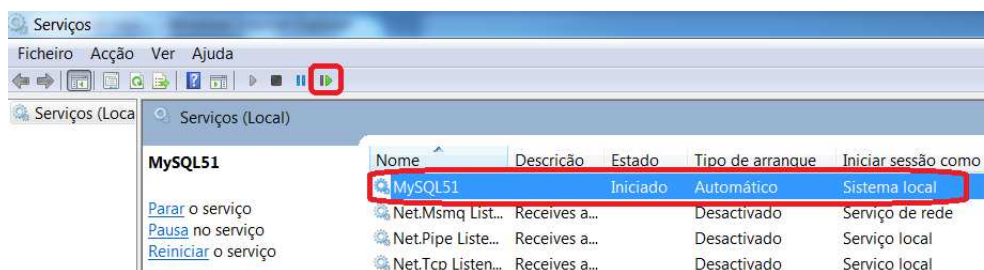 Serviços
Ficheiro Acção Ver Ajuda
Serviços (Loca
Serviços (Local)
MySQL51
Parar o serviço
Pausa no serviço
Reiniciar o serviço
Nome Descrição Estado Tipo de arranque Iniciar sessão como
MySQL51 Iniciado Automático Sistema local
Net.Msmq List... Receives a... Desactivado Serviço de rede
Net.Pipe Liste... Receives a... Desactivado Serviço local
Net.Tcp Listen... Receives a... Desactivado Serviço local